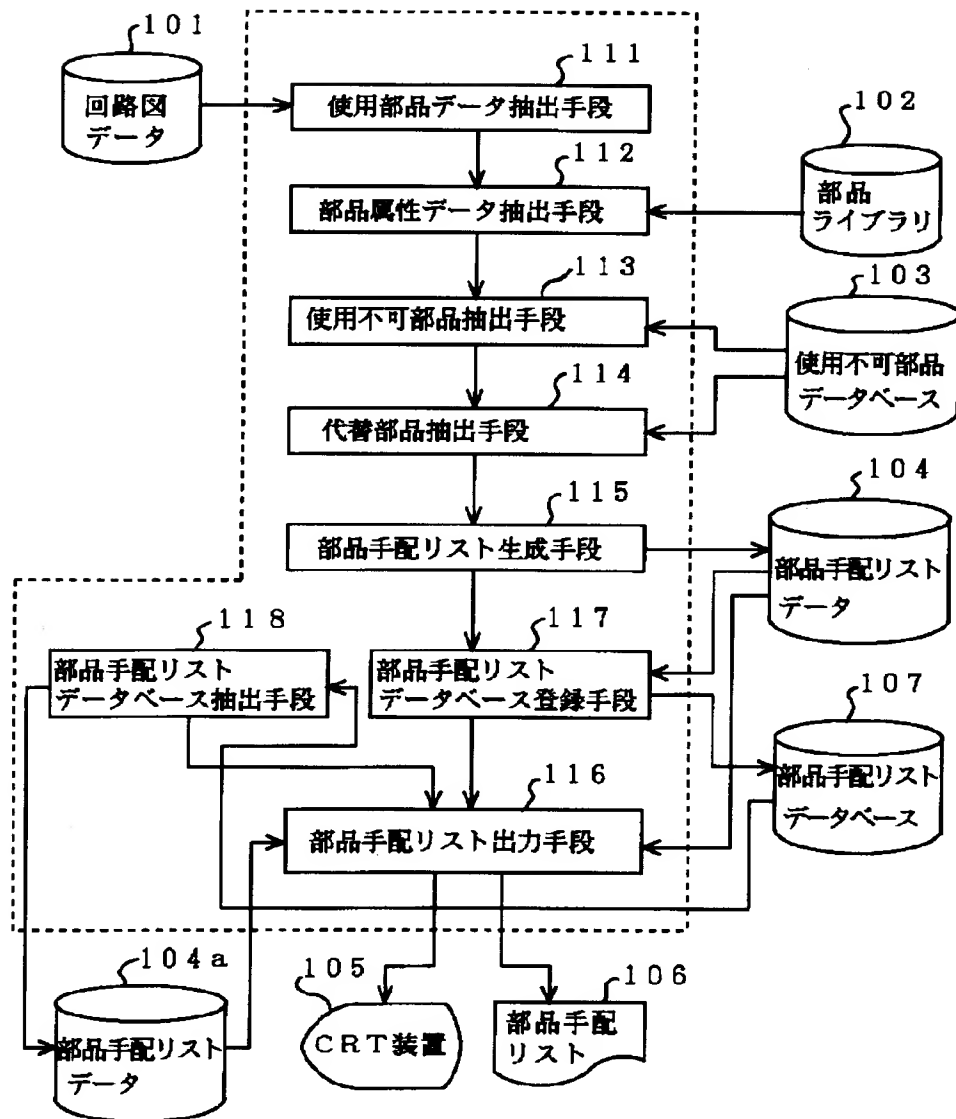 １０１
回路図
データ
１１１
使用部品データ抽出手段
１１２
部品属性データ抽出手段
１０２
部品
ライブラリ
１１３
使用不可部品抽出手段
１０３
使用不可部品
データベース
１１４
代替部品抽出手段
１１５
部品手配リスト生成手段
１０４
部品手配リスト
データ
１１８
部品手配リスト
データベース抽出手段
１１７
部品手配リスト
データベース登録手段
１０７
部品手配リスト
データベース
１１６
部品手配リスト出力手段
１０４a
部品手配リスト
データ
１０５
ＣＲＴ装置
１０６
部品手配
リスト